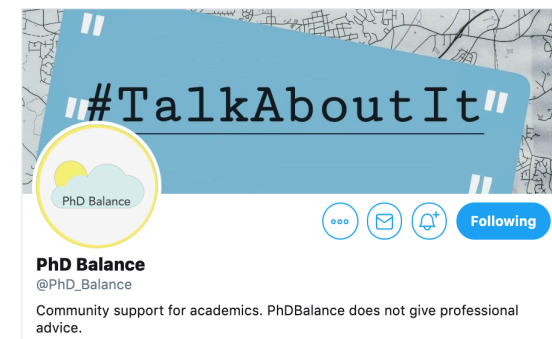 "#TalkAboutIt"
PhD Balance
Following
PhD Balance
@PhD_Balance
Community support for academics. PhDBalance does not give professional
advice.